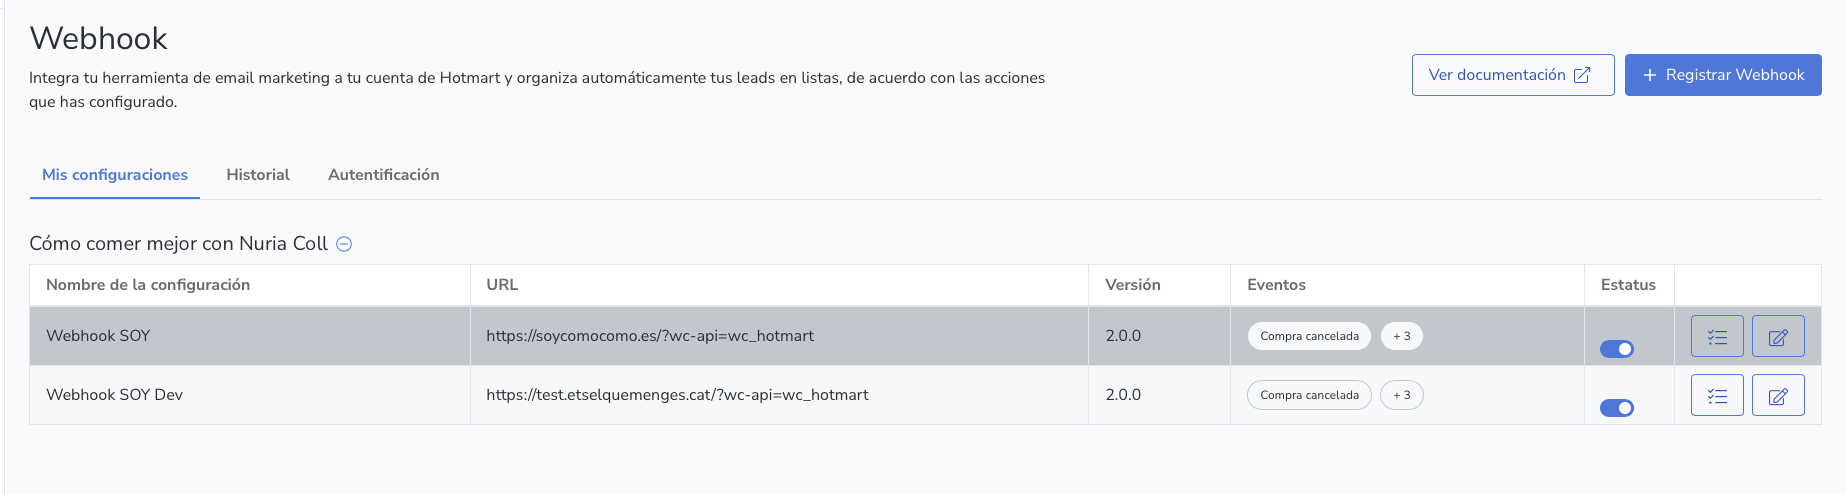 Webhook
Integra tu herramienta de email marketing a tu cuenta de Hotmart y organiza automáticamente tus leads en listas, de acuerdo con las acciones
que has configurado.
Ver documentación
+ Registrar Webhook
Mis configuraciones Historial Autentificación
Cómo comer mejor con Nuria Coll
Nombre de la configuración URL Versión Eventos Estatus
Webhook SOY https://soycomocomo.es/?wc-api=wc_hotmart 2.0.0 Compra cancelada + 3
Webhook SOY Dev https://test.etselquemenges.cat/?wc-api=wc_hotmart 2.0.0 Compra cancelada + 3